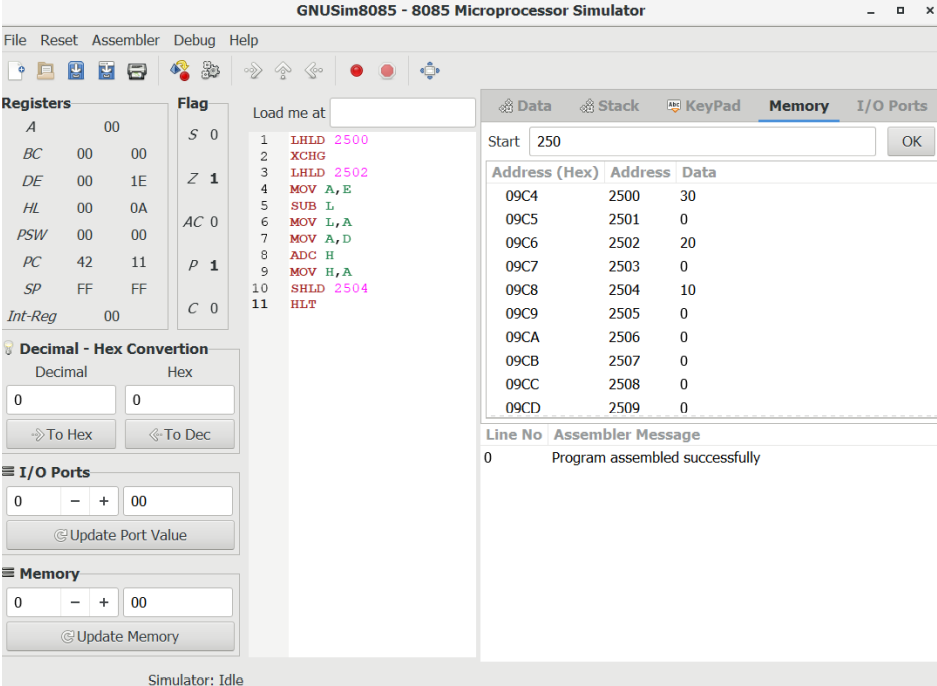 GNUSim8085 - 8085 Microprocessor Simulator
File Reset Assembler Debug Help
Registers
A 00
BC 00 00
DE 00 1E
HL 00 0A
PSW 00 00
PC 42 11
SP FF FF
Int-Reg 00
Flag
S 0
Z 1
AC 0
P 1
C 0
Decimal - Hex Convertion
Decimal Hex
0 0
To Hex To Dec
I/O Ports
0 − + 00
Update Port Value
Memory
0 − + 00
Update Memory
Load me at
1 LHLD 2500
2 XCHG
3 LHLD 2502
4 MOV A,E
5 SUB L
6 MOV L,A
7 MOV A,D
8 ADC H
9 MOV H,A
10 SHLD 2504
11 HLT
Data Stack Abc KeyPad Memory I/O Ports
Start 250 OK
Address (Hex) Address Data
09C4 2500 30
09C5 2501 0
09C6 2502 20
09C7 2503 0
09C8 2504 10
09C9 2505 0
09CA 2506 0
09CB 2507 0
09CC 2508 0
09CD 2509 0
Line No Assembler Message
0 Program assembled successfully
Simulator: Idle